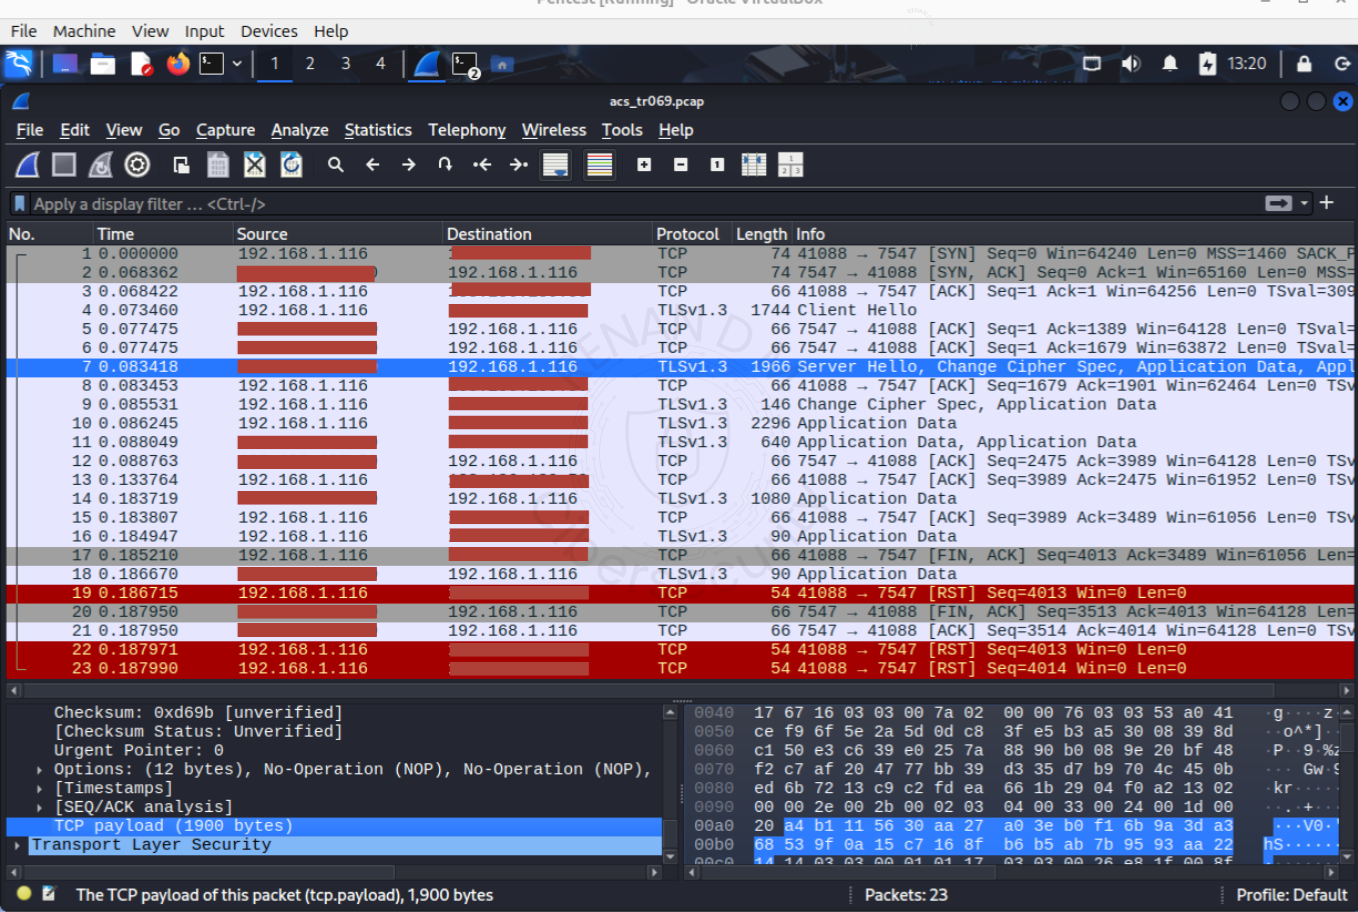 Pentest [Running] - Oracle VirtualBox
File Machine View Input Devices Help
1 2 3 4 2 13:20
acs_tr069.pcap
File Edit View Go Capture Analyze Statistics Telephony Wireless Tools Help
Apply a display filter ... <Ctrl-/>
No. Time Source Destination Protocol Length Info
1 0.000000 192.168.1.116 TCP 74 41088 → 7547 [SYN] Seq=0 Win=64240 Len=0 MSS=1460 SACK_P
2 0.068362 192.168.1.116 TCP 74 7547 → 41088 [SYN, ACK] Seq=0 Ack=1 Win=65160 Len=0 MSS=
3 0.068422 192.168.1.116 TCP 66 41088 → 7547 [ACK] Seq=1 Ack=1 Win=64256 Len=0 TSval=309
4 0.073460 192.168.1.116 TLSv1.3 1744 Client Hello
5 0.077475 192.168.1.116 TCP 66 7547 → 41088 [ACK] Seq=1 Ack=1389 Win=64128 Len=0 TSval=
6 0.077475 192.168.1.116 TCP 66 7547 → 41088 [ACK] Seq=1 Ack=1679 Win=63872 Len=0 TSval=
7 0.083418 192.168.1.116 TLSv1.3 1966 Server Hello, Change Cipher Spec, Application Data, Appl
8 0.083453 192.168.1.116 TCP 66 41088 → 7547 [ACK] Seq=1679 Ack=1901 Win=62464 Len=0 TS
9 0.085531 192.168.1.116 TLSv1.3 146 Change Cipher Spec, Application Data
10 0.086245 192.168.1.116 TLSv1.3 2296 Application Data
11 0.088049 TLSv1.3 640 Application Data, Application Data
12 0.088763 192.168.1.116 TCP 66 7547 → 41088 [ACK] Seq=2475 Ack=3989 Win=64128 Len=0 TSv
13 0.133764 192.168.1.116 TCP 66 41088 → 7547 [ACK] Seq=3989 Ack=2475 Win=61952 Len=0 TSv
14 0.183719 192.168.1.116 TLSv1.3 1080 Application Data
15 0.183807 192.168.1.116 TCP 66 41088 → 7547 [ACK] Seq=3989 Ack=3489 Win=61056 Len=0 TSv
16 0.184947 192.168.1.116 TLSv1.3 90 Application Data
17 0.185210 192.168.1.116 TCP 66 41088 → 7547 [FIN, ACK] Seq=4013 Ack=3489 Win=61056 Len=
18 0.186670 192.168.1.116 TLSv1.3 90 Application Data
19 0.186715 192.168.1.116 TCP 54 41088 → 7547 [RST] Seq=4013 Win=0 Len=0
20 0.187950 192.168.1.116 TCP 66 7547 → 41088 [FIN, ACK] Seq=3513 Ack=4013 Win=64128 Len=
21 0.187950 192.168.1.116 TCP 66 7547 → 41088 [ACK] Seq=3514 Ack=4014 Win=64128 Len=0 TSv
22 0.187971 192.168.1.116 TCP 54 41088 → 7547 [RST] Seq=4013 Win=0 Len=0
23 0.187990 192.168.1.116 TCP 54 41088 → 7547 [RST] Seq=4014 Win=0 Len=0
Checksum: 0xd69b [unverified]
[Checksum Status: Unverified]
Urgent Pointer: 0
Options: (12 bytes), No-Operation (NOP), No-Operation (NOP),
[Timestamps]
[SEQ/ACK analysis]
TCP payload (1900 bytes)
Transport Layer Security
0040 17 67 16 03 03 00 7a 02 00 00 76 03 03 53 a0 41 ·g····z·
0050 ce f9 6f 5e 2a 5d 0d c8 3f e5 b3 a5 30 08 39 8d ··o^*]··
0060 c1 50 e3 c6 39 e0 25 7a 88 90 b0 08 9e 20 bf 48 ·P··9·%z
0070 f2 c7 af 20 47 77 bb 39 d3 35 d7 b9 70 4c 45 0b ··· Gw·9
0080 ed 6b 72 13 c9 c2 fd ea 66 1b 29 04 f0 a2 13 02 ·kr·····
0090 00 00 2e 00 2b 00 02 03 04 00 33 00 24 00 1d 00 ··.·+···
00a0 20 a4 b1 11 56 30 aa 27 a0 3e b0 f1 6b 9a 3d a3 ···V0·'
00b0 68 53 9f 0a 15 c7 16 8f b6 b5 ab 7b 95 93 aa 22 hS······
00c0 14 14 03 03 00 01 01 17 03 03 00 26 e8 1f 00 8f
The TCP payload of this packet (tcp.payload), 1,900 bytes
Packets: 23
Profile: Default